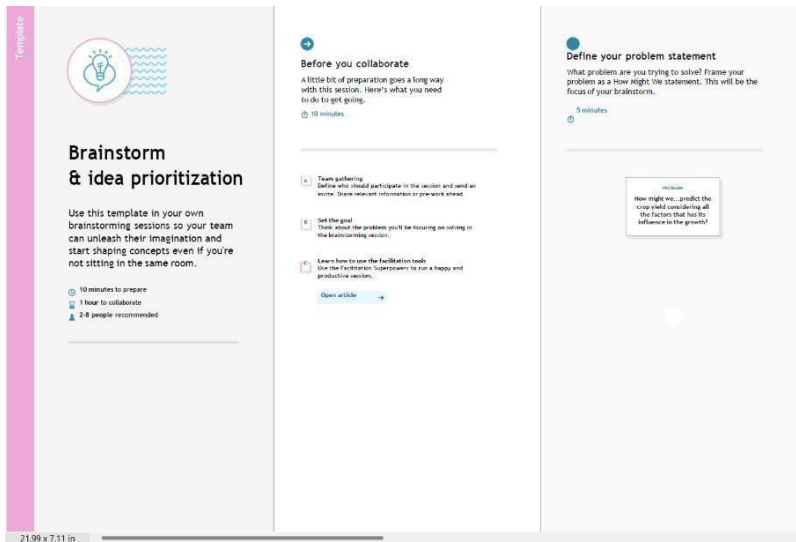 Template
Brainstorm
& idea prioritization
Use this template in your own
brainstorming sessions so your team
can unleash their imagination and
start shaping concepts even if you're
not sitting in the same room.
10 minutes to prepare
1 hour to collaborate
2-8 people recommended
Before you collaborate
A little bit of preparation goes a long way
with this session. Here's what you need
to do to get going.
10 minutes
A
Team gathering
Define who should participate in the session and send an
invite. Share relevant information or pre-work ahead.
B
Set the goal
Think about the problem you'll be focusing on solving in
the brainstorming session.
C
Learn how to use the facilitation tools
Use the Facilitation Superpowers to run a happy and
productive session.
Open article
Define your problem statement
What problem are you trying to solve? Frame your
problem as a How Might We statement. This will be the
focus of your brainstorm.
5 minutes
PROBLEM
How might we...predict the
crop yield considering all
the factors that has its
influence in the growth?
21.99 x 7.11 in